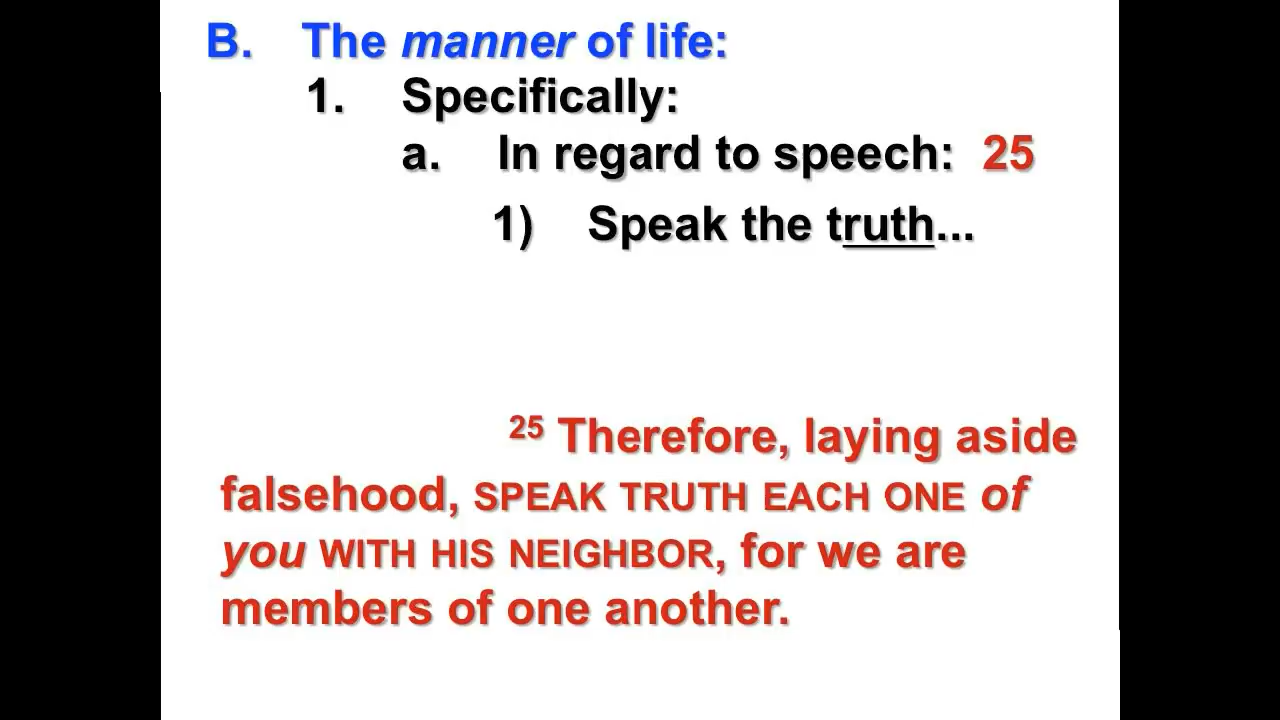 B. The manner of life:
1. Specifically:
a. In regard to speech: 25
1) Speak the truth...
25 Therefore, laying aside
falsehood, SPEAK TRUTH EACH ONE of
you WITH HIS NEIGHBOR, for we are
members of one another.